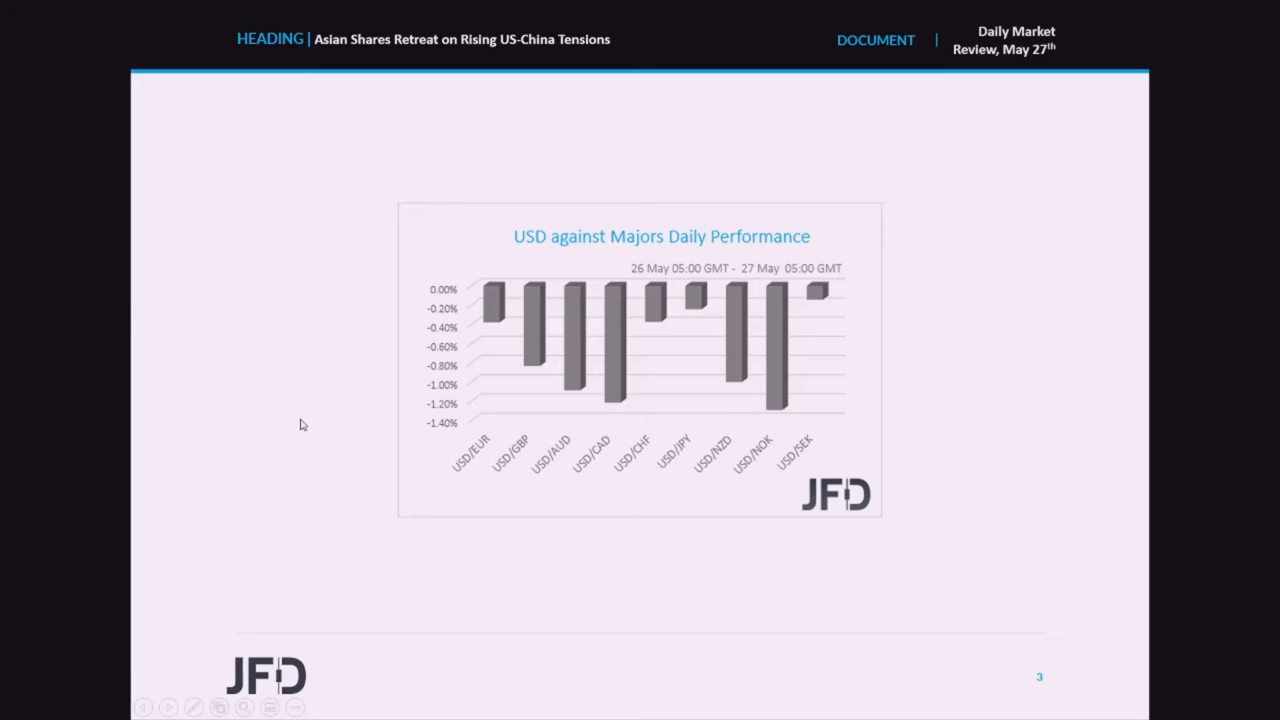 HEADING | Asian Shares Retreat on Rising US-China Tensions
DOCUMENT | Daily Market
Review, May 27th
USD against Majors Daily Performance
26 May 05:00 GMT - 27 May 05:00 GMT
0.00%
-0.20%
-0.40%
-0.60%
-0.80%
-1.00%
-1.20%
-1.40%
USD/EUR
USD/GBP
USD/AUD
USD/CAD
USD/CHF
USD/JPY
USD/NZD
USD/NOK
USD/SEK
JFD
JFD
3